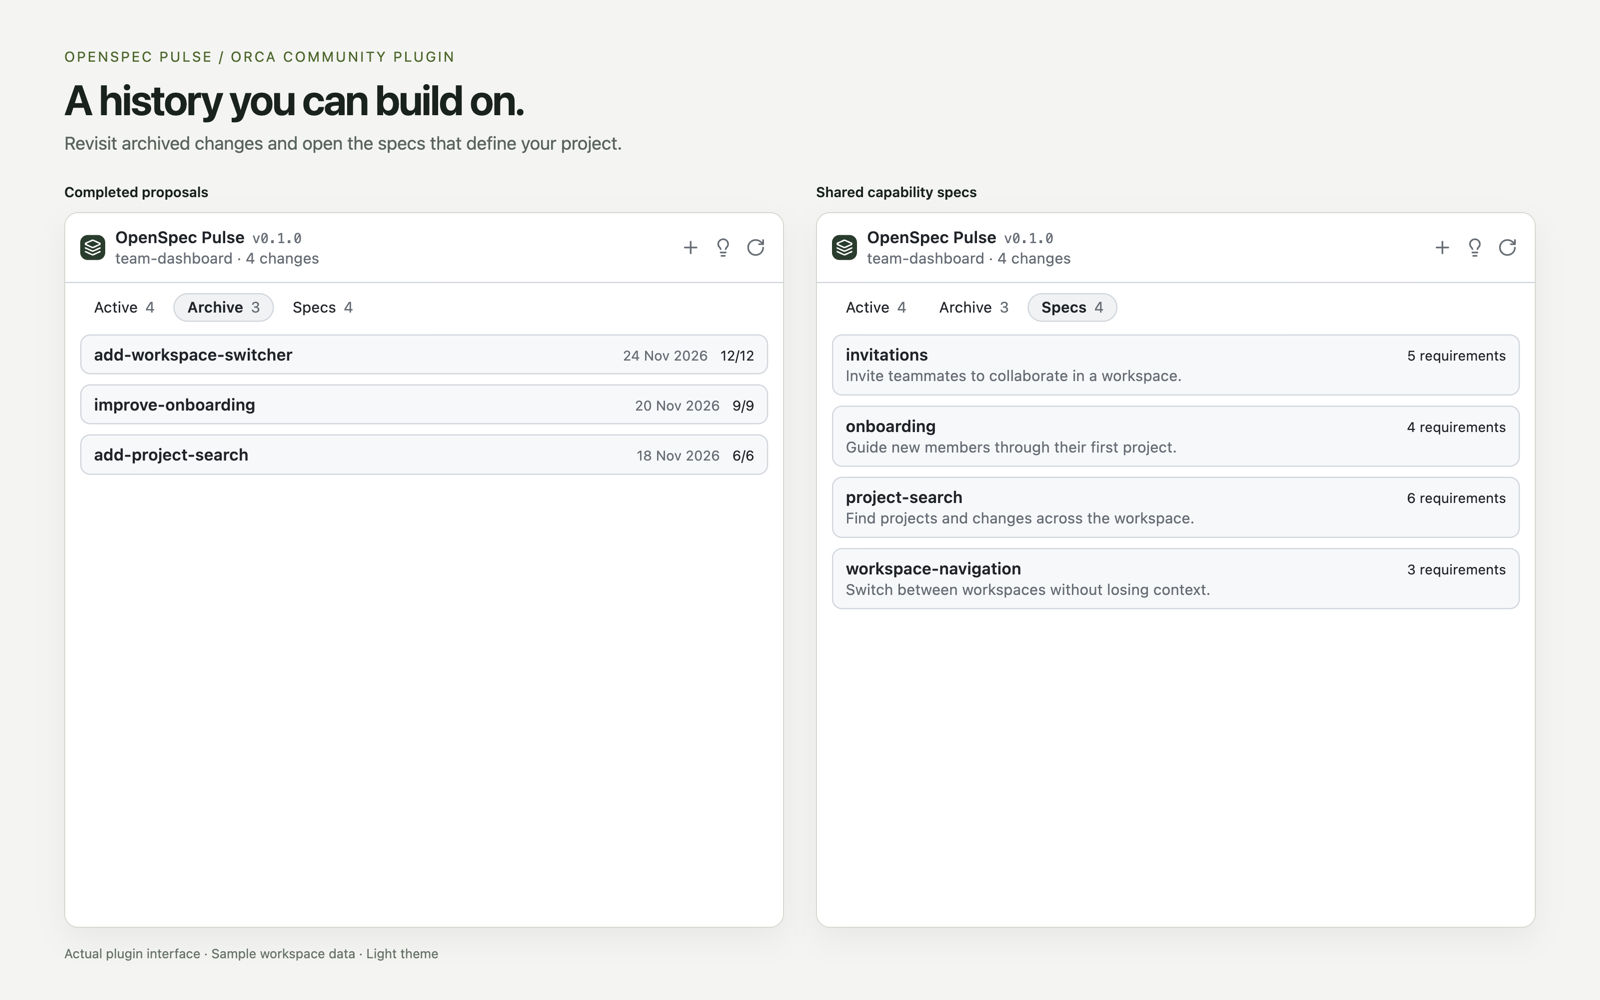 OPENSPEC PULSE / ORCA COMMUNITY PLUGIN
A history you can build on.
Revisit archived changes and open the specs that define your project.
Completed proposals
OpenSpec Pulse v0.1.0
team-dashboard · 4 changes
Active 4 Archive 3 Specs 4
add-workspace-switcher 24 Nov 2026 12/12
improve-onboarding 20 Nov 2026 9/9
add-project-search 18 Nov 2026 6/6
Shared capability specs
OpenSpec Pulse v0.1.0
team-dashboard · 4 changes
Active 4 Archive 3 Specs 4
invitations 5 requirements
Invite teammates to collaborate in a workspace.
onboarding 4 requirements
Guide new members through their first project.
project-search 6 requirements
Find projects and changes across the workspace.
workspace-navigation 3 requirements
Switch between workspaces without losing context.
Actual plugin interface · Sample workspace data · Light theme